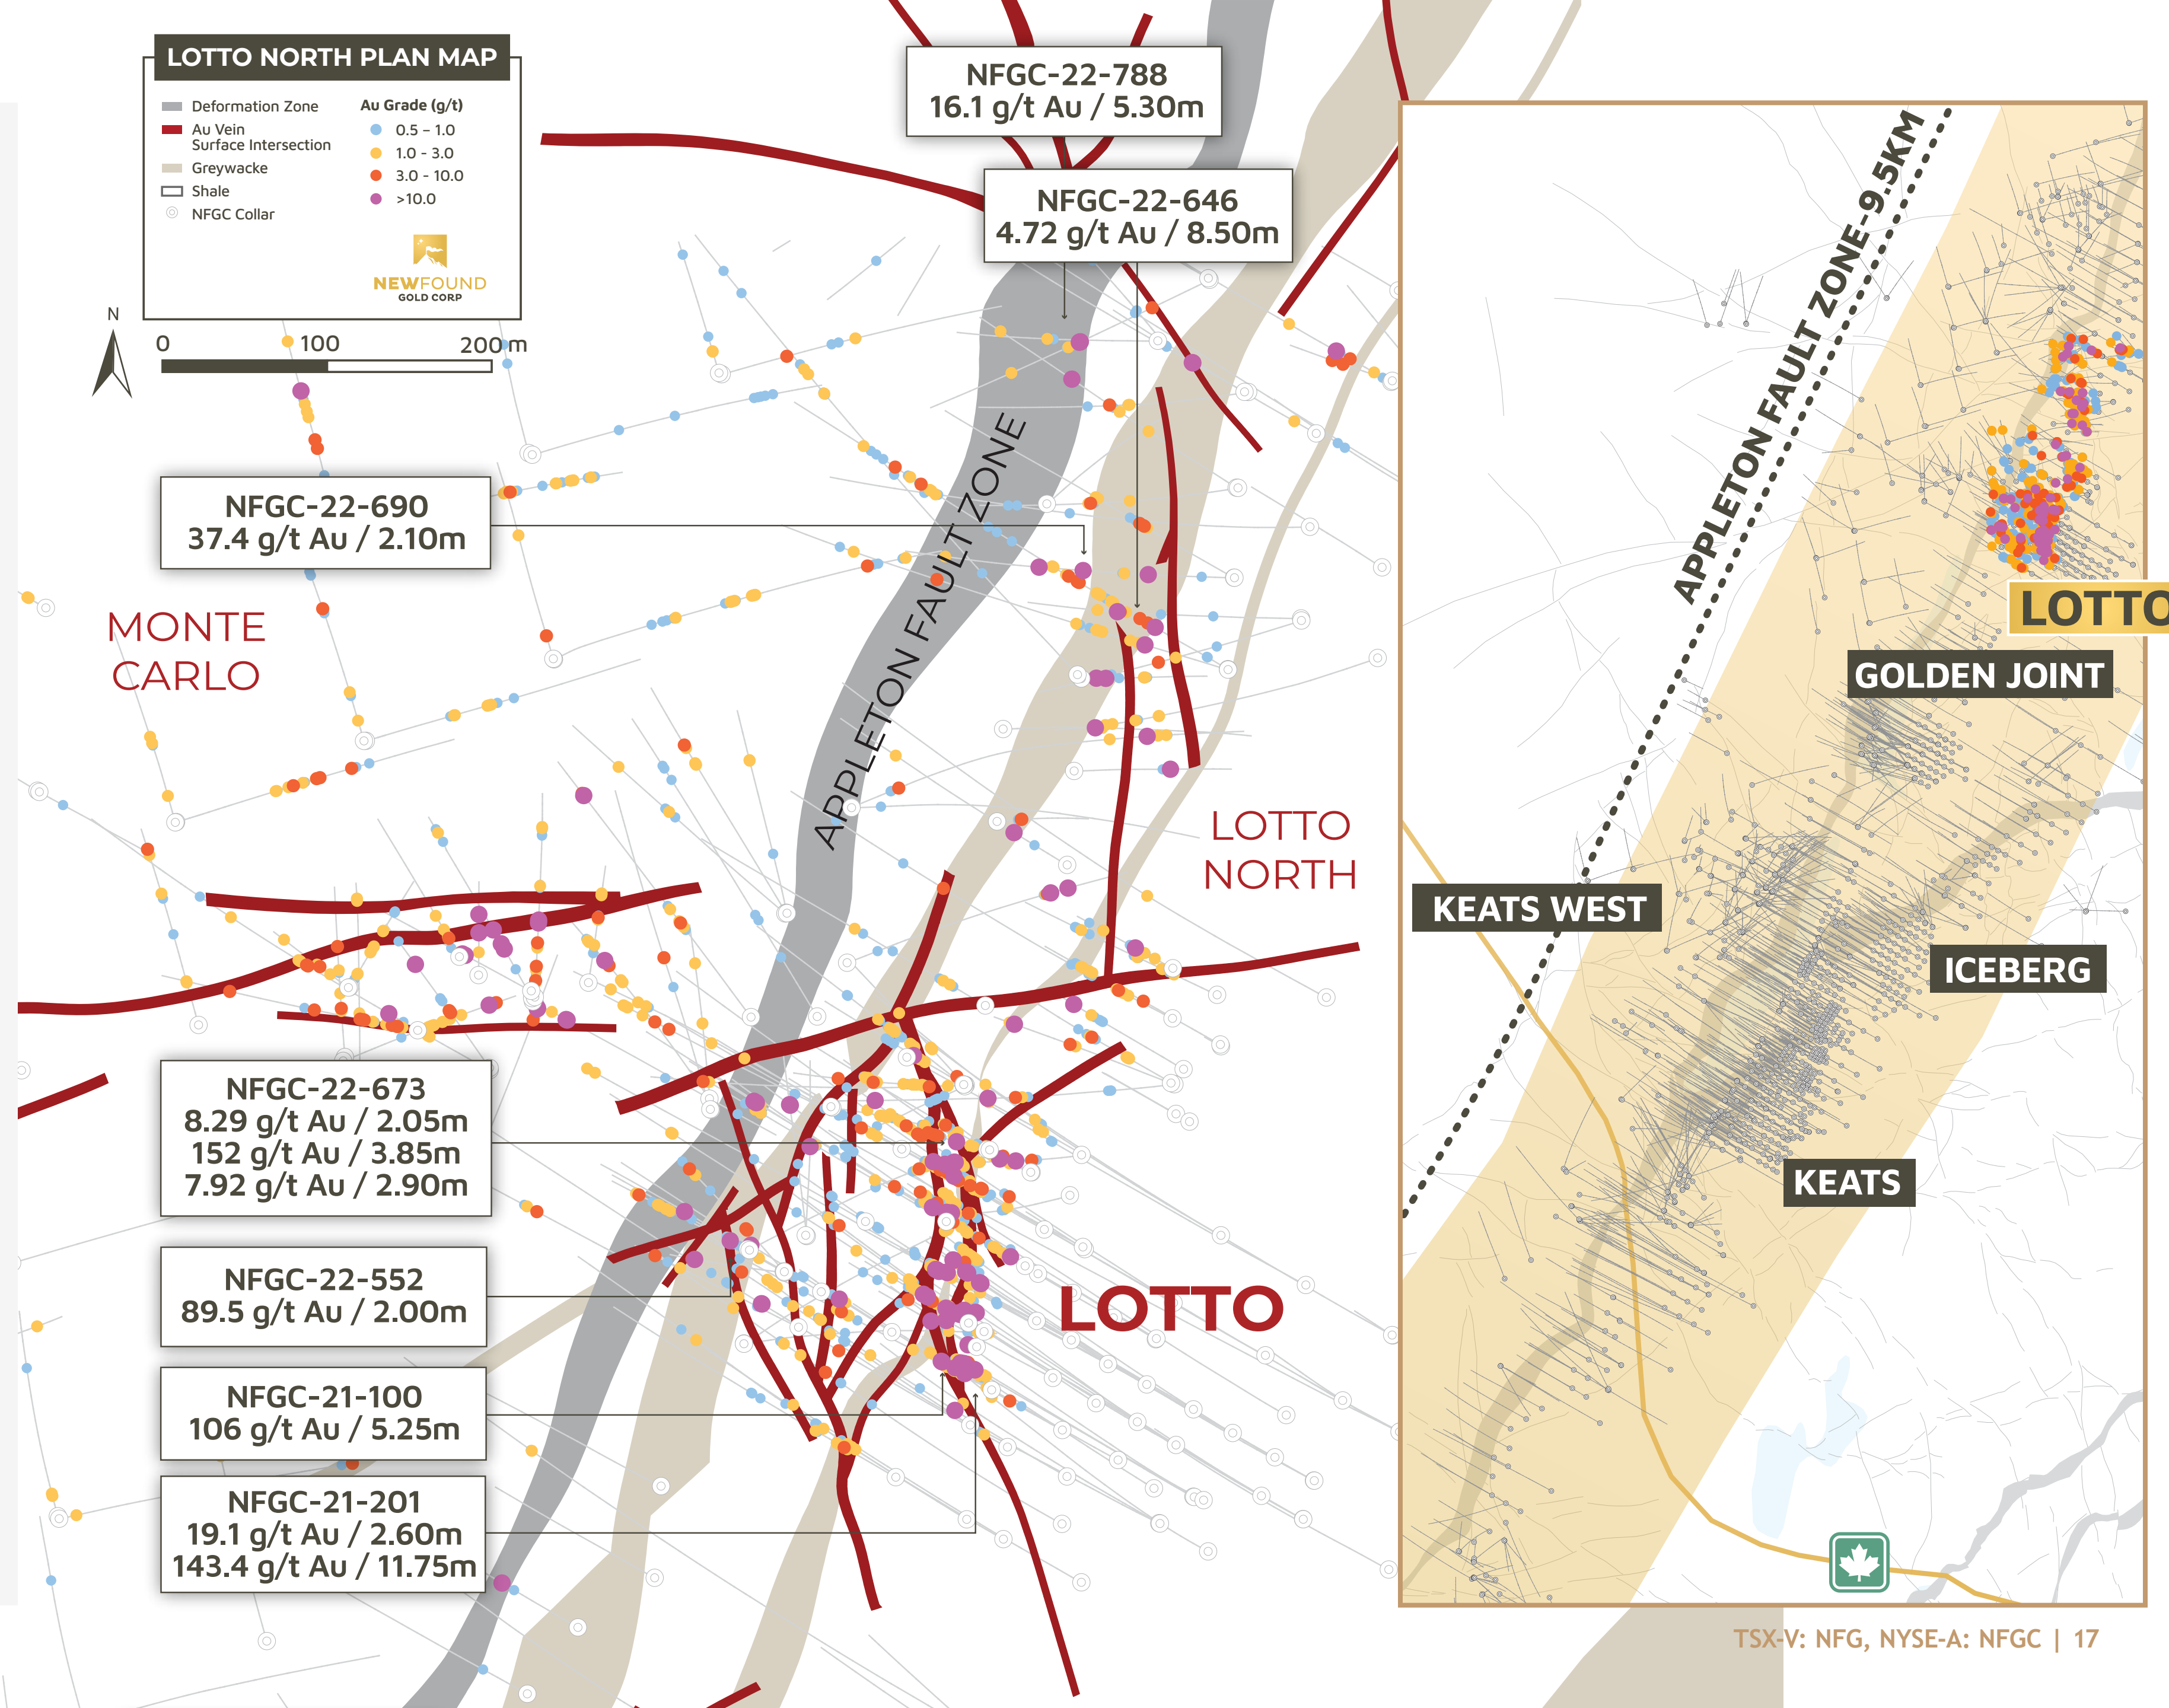 LOTTO NORTH PLAN MAP
Deformation Zone
Au Vein
Surface Intersection
Greywacke
Shale
NFGC Collar
Au Grade (g/t)
0.5 – 1.0
1.0 - 3.0
3.0 - 10.0
>10.0
NEWFOUND
GOLD CORP
N
0 100 200m
NFGC-22-788
16.1 g/t Au / 5.30m
NFGC-22-646
4.72 g/t Au / 8.50m
NFGC-22-690
37.4 g/t Au / 2.10m
MONTE
CARLO
APPLETON FAULT ZONE
LOTTO
NORTH
NFGC-22-673
8.29 g/t Au / 2.05m
152 g/t Au / 3.85m
7.92 g/t Au / 2.90m
NFGC-22-552
89.5 g/t Au / 2.00m
NFGC-21-100
106 g/t Au / 5.25m
NFGC-21-201
19.1 g/t Au / 2.60m
143.4 g/t Au / 11.75m
LOTTO
APPLETON FAULT ZONE-9.5KM
LOTTO
GOLDEN JOINT
KEATS WEST
ICEBERG
KEATS
TSX-V: NFG, NYSE-A: NFGC | 17